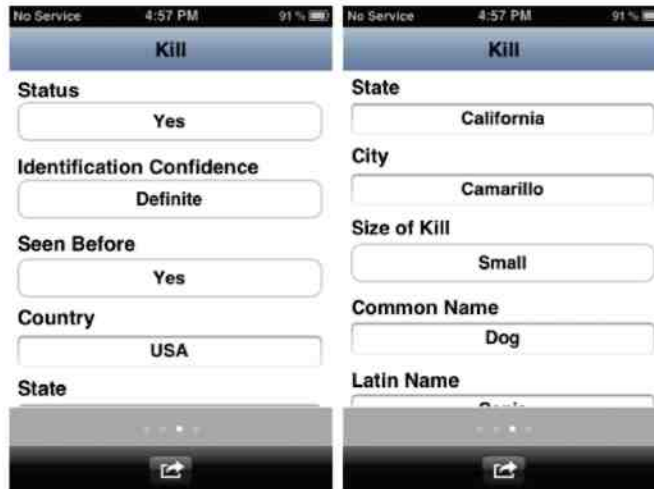 No Service 4:57 PM 91%
Kill
Status
Yes
Identification Confidence
Definite
Seen Before
Yes
Country
USA
State
No Service 4:57 PM 91%
Kill
State
California
City
Camarillo
Size of Kill
Small
Common Name
Dog
Latin Name